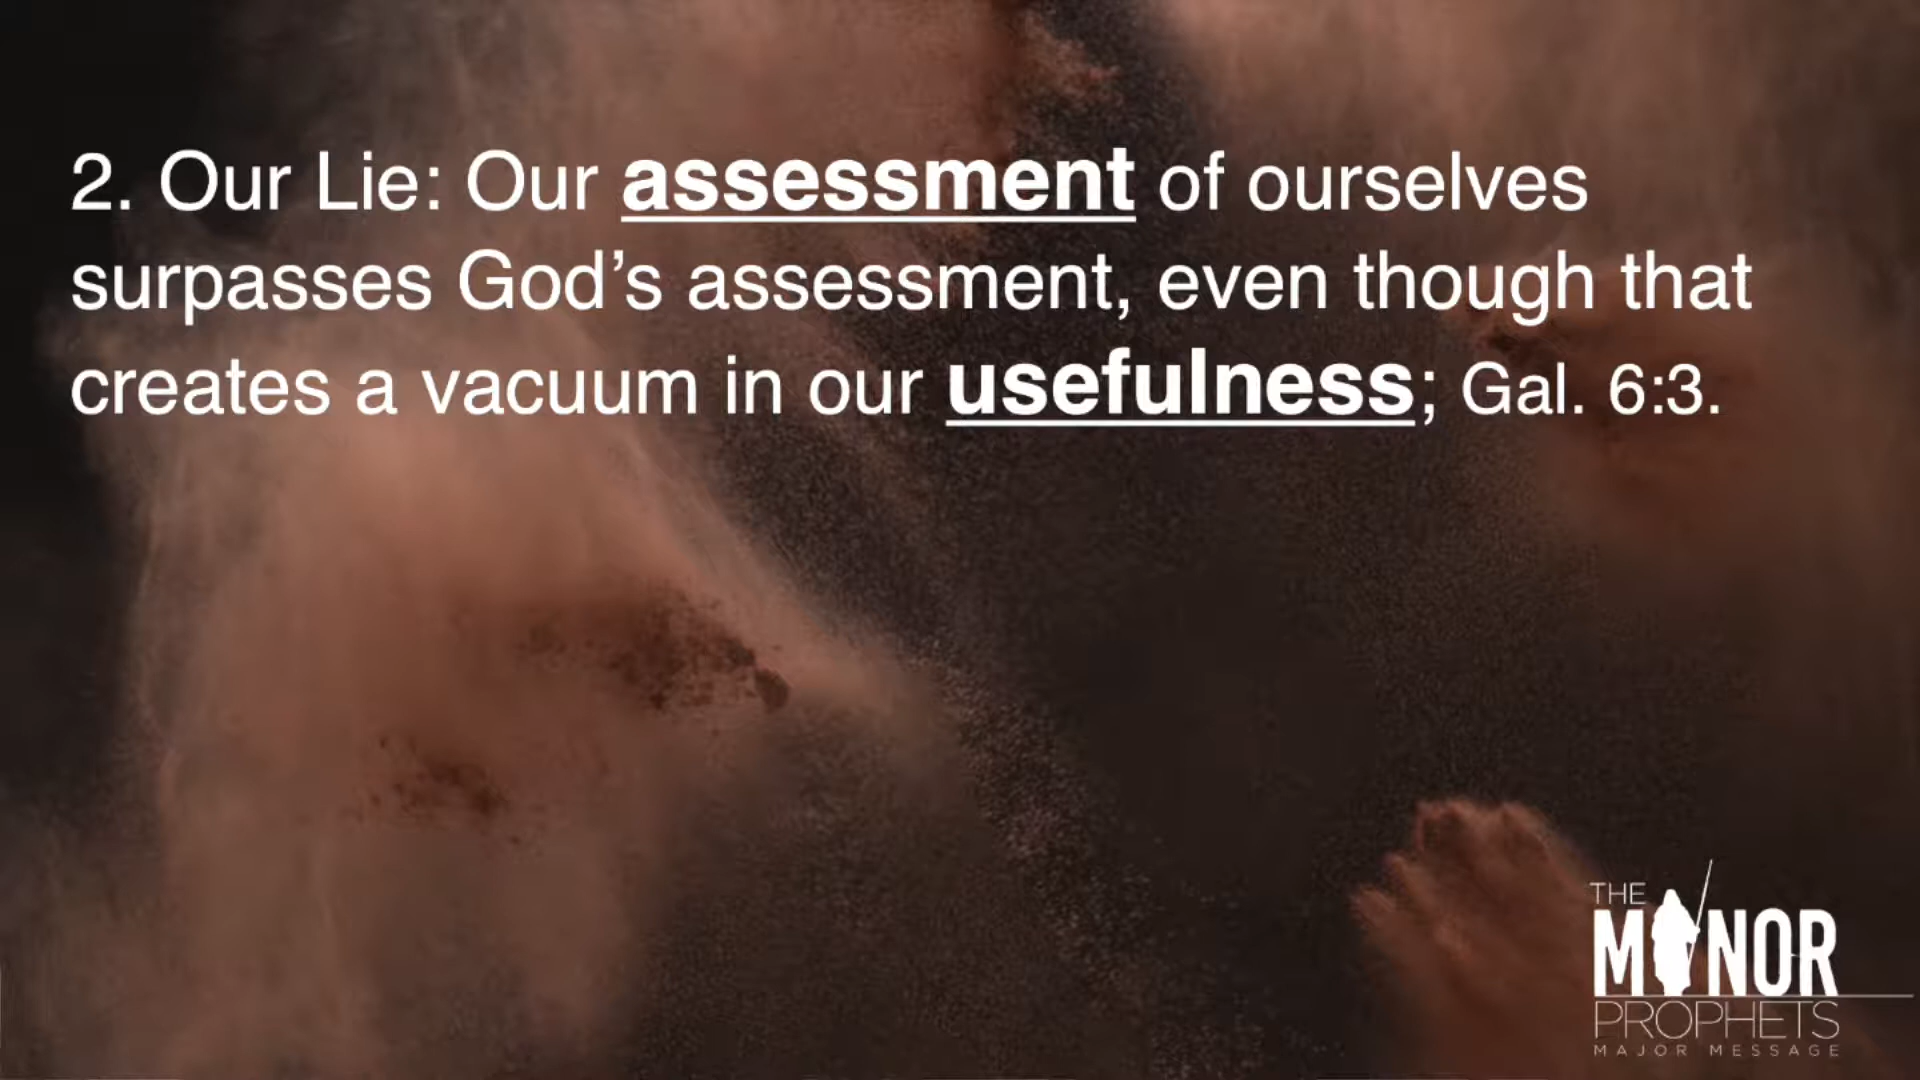 2. Our Lie: Our assessment of ourselves
surpasses God’s assessment, even though that
creates a vacuum in our usefulness; Gal. 6:3.
THE
MINOR
PROPHETS
MAJOR MESSAGE